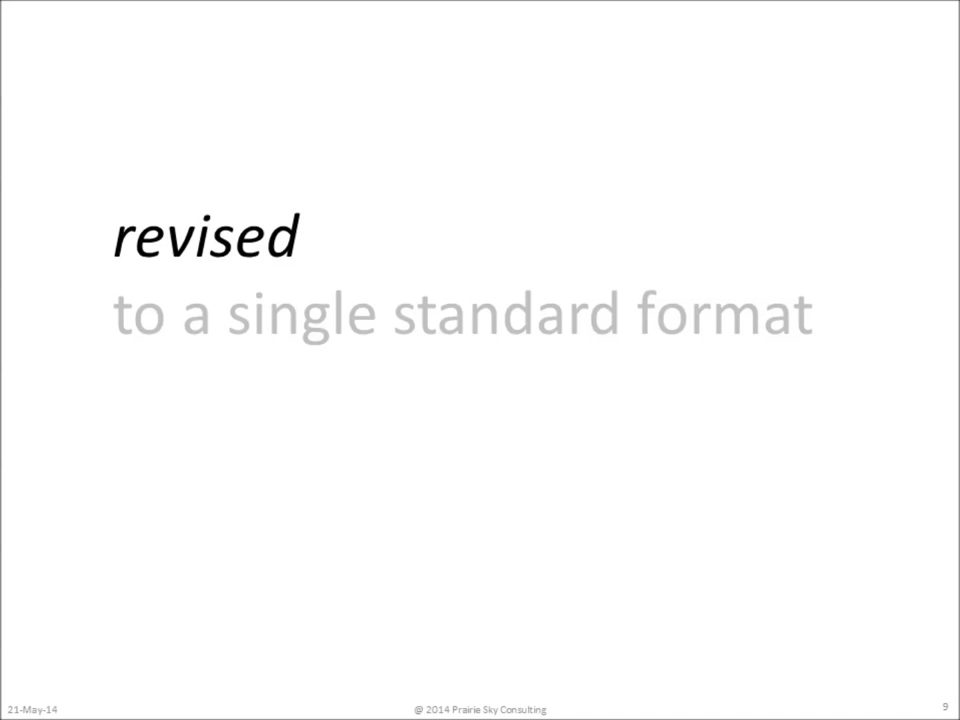 revised
to a single standard format
21-May-14
@ 2014 Prairie Sky Consulting
9